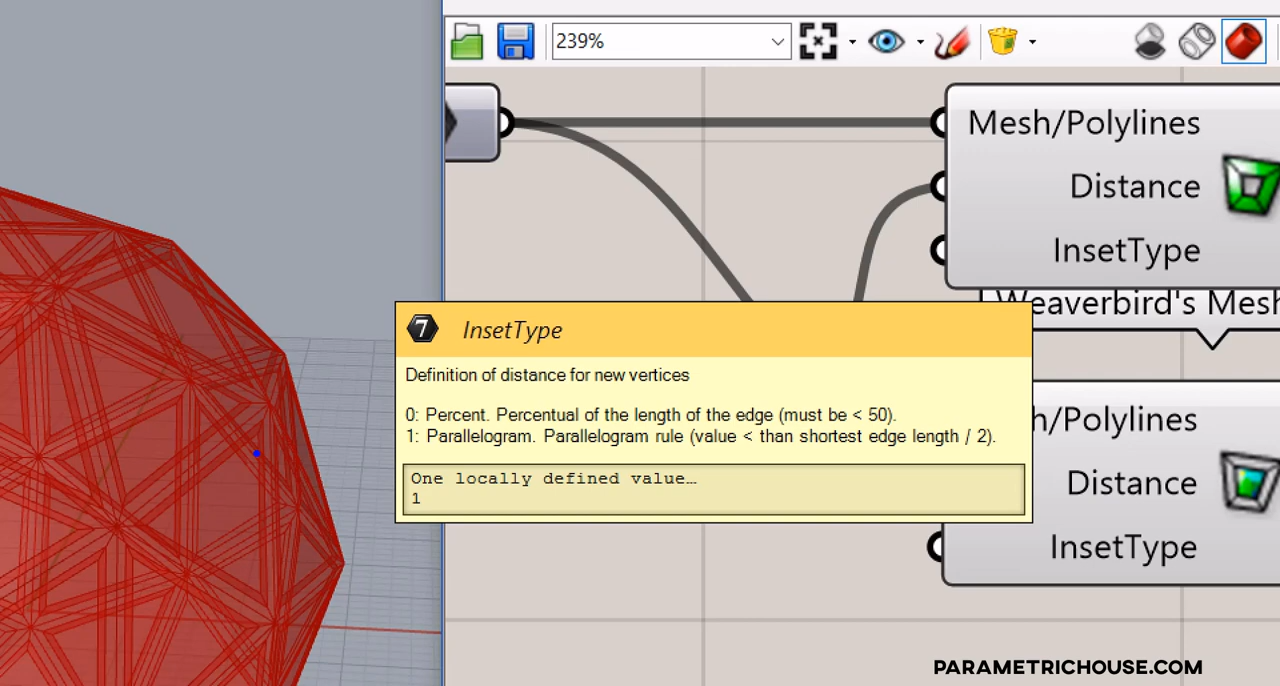 239%
Mesh/Polylines
Distance
InsetType
Weaverbird's Mesh
7 InsetType
Definition of distance for new vertices
0: Percent. Percentual of the length of the edge (must be < 50).
1: Parallelogram. Parallelogram rule (value < than shortest edge length / 2).
One locally defined value…
1
h/Polylines
Distance
InsetType
PARAMETRICHOUSE.COM